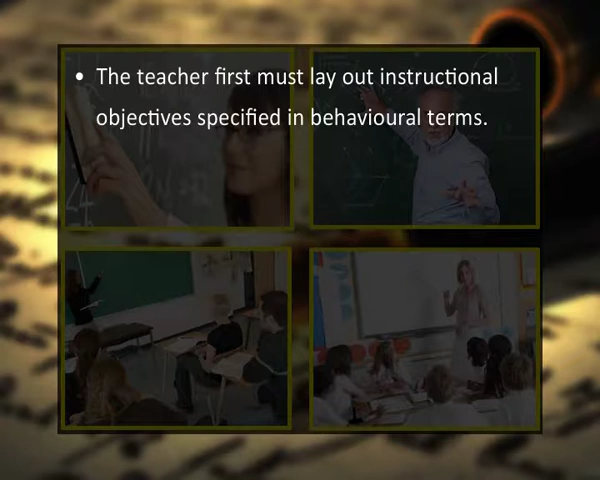 • The teacher first must lay out instructional
objectives specified in behavioural terms.